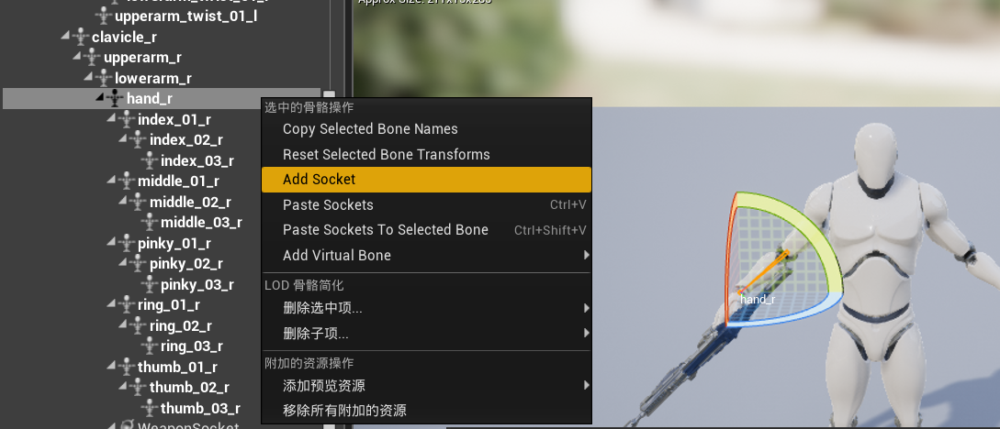 upperarm_twist_01_l
clavicle_r
upperarm_r
lowerarm_r
hand_r
index_01_r
index_02_r
index_03_r
middle_01_r
middle_02_r
middle_03_r
pinky_01_r
pinky_02_r
pinky_03_r
ring_01_r
ring_02_r
ring_03_r
thumb_01_r
thumb_02_r
thumb_03_r
WeaponSocket
选中的骨骼操作
Copy Selected Bone Names
Reset Selected Bone Transforms
Add Socket
Paste Sockets Ctrl+V
Paste Sockets To Selected Bone Ctrl+Shift+V
Add Virtual Bone
LOD 骨骼简化
删除选中项...
删除子项...
附加的资源操作
添加预览资源
移除所有附加的资源
Approx Size:
hand_r